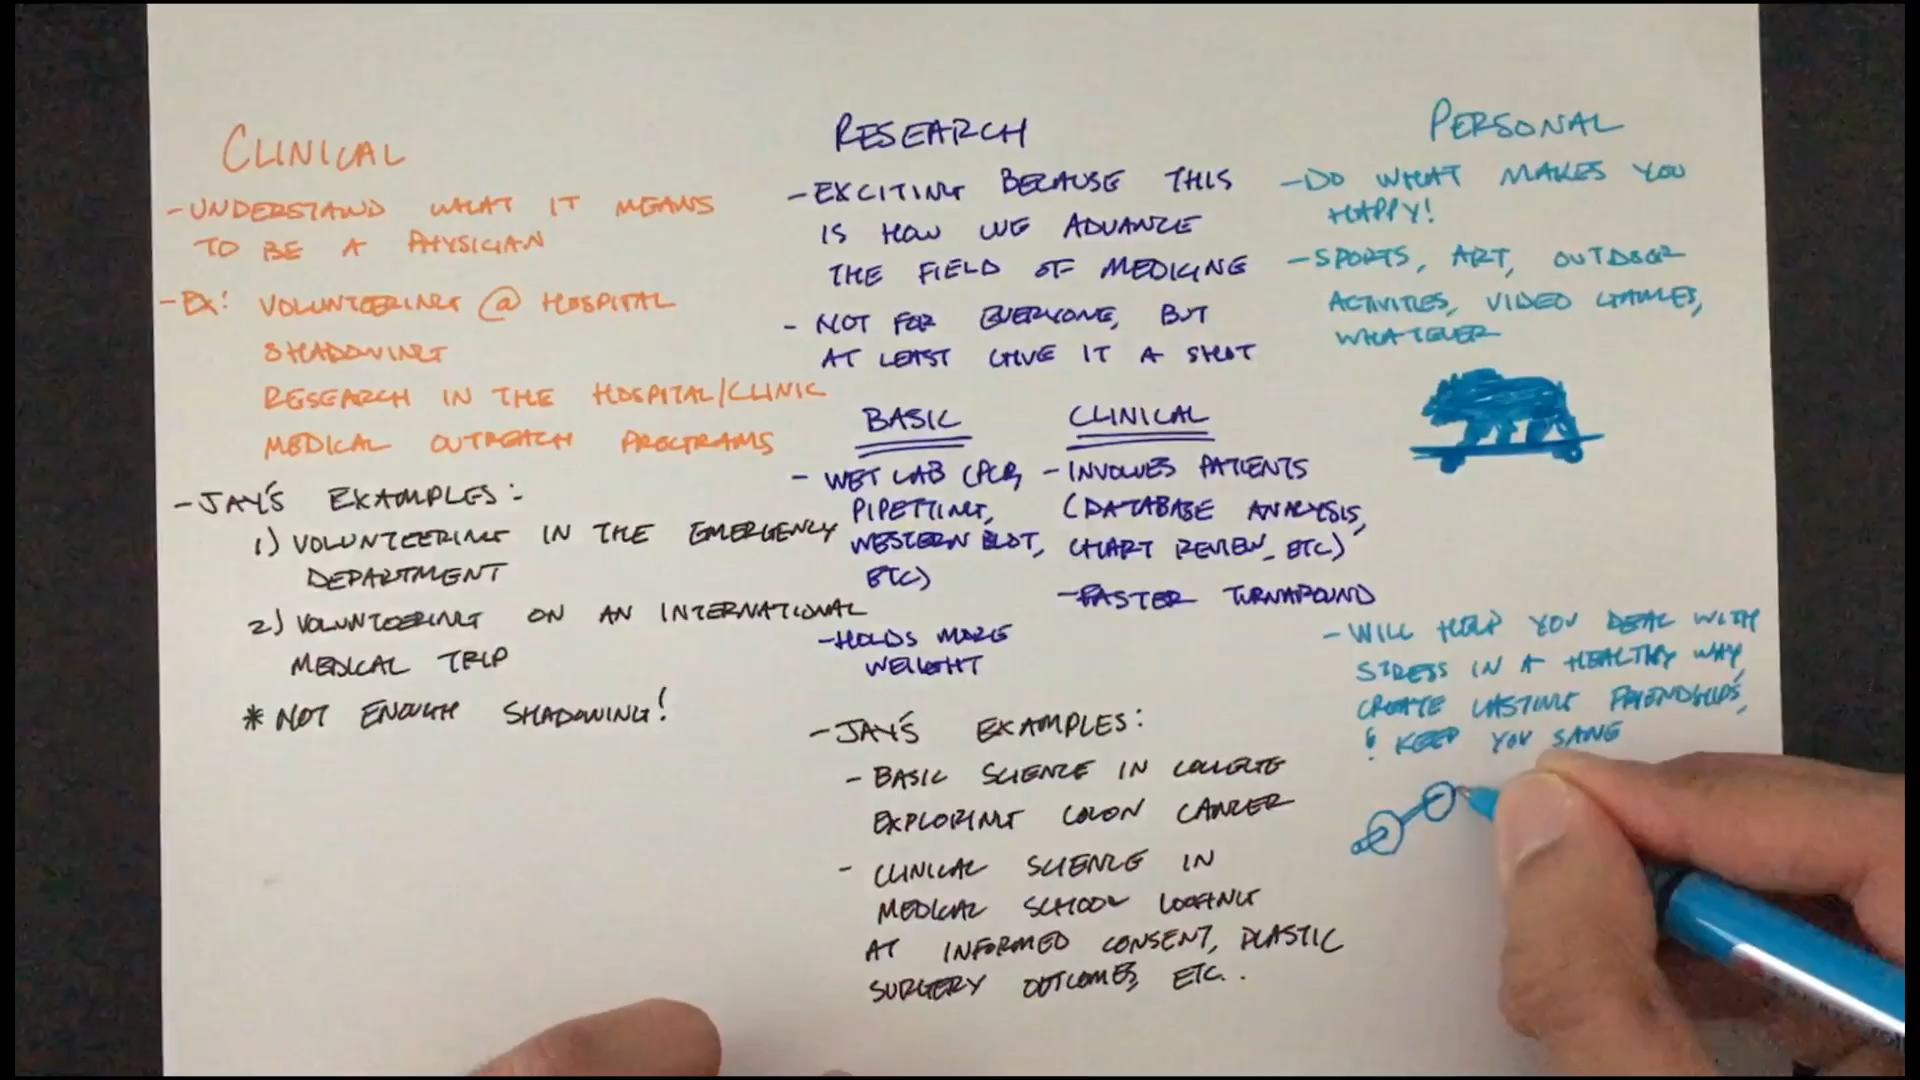 CLINICAL
- UNDERSTAND WHAT IT MEANS
TO BE A PHYSICIAN
- EX: VOLUNTEERING @ HOSPITAL
SHADOWING
RESEARCH IN THE HOSPITAL/CLINIC
MEDICAL OUTREACH PROGRAMS
- JAY'S EXAMPLES:
1) VOLUNTEERING IN THE EMERGENCY
DEPARTMENT
2) VOLUNTEERING ON AN INTERNATIONAL
MEDICAL TRIP
* NOT ENOUGH SHADOWING!
RESEARCH
- EXCITING BECAUSE THIS
IS HOW WE ADVANCE
THE FIELD OF MEDICINE
- NOT FOR EVERYONE, BUT
AT LEAST GIVE IT A SHOT
BASIC
- WET LAB (PCR,
PIPETTING,
WESTERN BLOT,
ETC)
- HOLDS MORE
WEIGHT
CLINICAL
- INVOLVES PATIENTS
(DATABASE ANALYSIS,
CHART REVIEW, ETC)
- FASTER TURNAROUND
- JAY'S EXAMPLES:
- BASIC SCIENCE IN COLLEGE
EXPLORING COLON CANCER
- CLINICAL SCIENCE IN
MEDICAL SCHOOL LOOKING
AT INFORMED CONSENT, PLASTIC
SURGERY OUTCOMES, ETC.
PERSONAL
- DO WHAT MAKES YOU
HAPPY!
- SPORTS, ART, OUTDOOR
ACTIVITIES, VIDEO GAMES,
WHATEVER
- WILL HELP YOU DEAL WITH
STRESS IN A HEALTHY WAY,
CREATE LASTING FRIENDSHIPS,
& KEEP YOU SANE